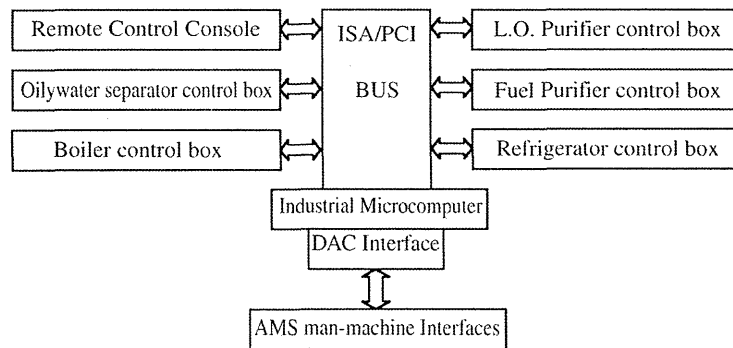 Remote Control Console
ISA/PCI
L.O. Purifier control box
Oilywater separator control box
BUS
Fuel Purifier control box
Boiler control box
Refrigerator control box
Industrial Microcomputer
DAC Interface
AMS man-machine Interfaces